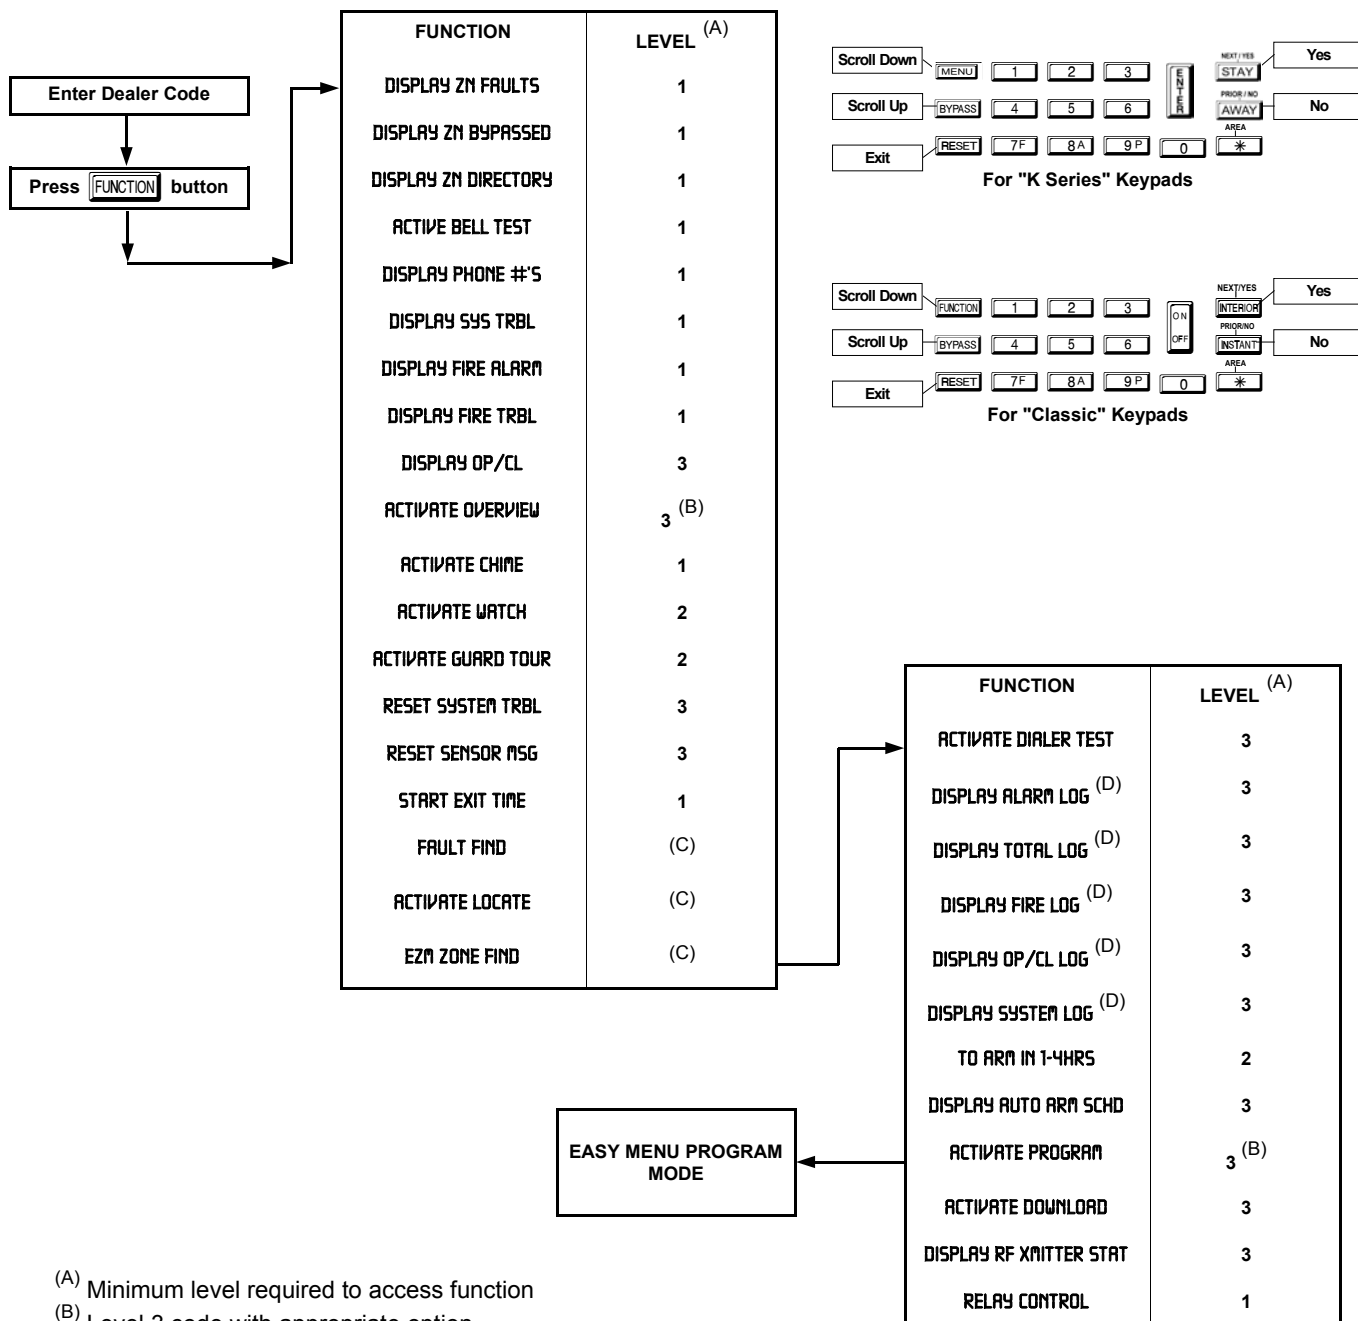 Enter Dealer Code
Press FUNCTION button
FUNCTION LEVEL (A)
DISPLAY ZN FAULTS 1
DISPLAY ZN BYPASSED 1
DISPLAY ZN DIRECTORY 1
ACTIVE BELL TEST 1
DISPLAY PHONE #'S 1
DISPLAY SYS TRBL 1
DISPLAY FIRE ALARM 1
DISPLAY FIRE TRBL 1
DISPLAY OP/CL 3
ACTIVATE OVERVIEW 3 (B)
ACTIVATE CHIME 1
ACTIVATE WATCH 2
ACTIVATE GUARD TOUR 2
RESET SYSTEM TRBL 3
RESET SENSOR MSG 3
START EXIT TIME 1
FAULT FIND (C)
ACTIVATE LOCATE (C)
EZM ZONE FIND (C)
NEXT / YES
Scroll Down MENU 1 2 3 ENTER STAY Yes
PRIOR / NO
Scroll Up BYPASS 4 5 6 AWAY No
AREA
Exit RESET 7F 8A 9P 0 *
For "K Series" Keypads
NEXT/YES
Scroll Down FUNCTION 1 2 3 ON OFF INTERIOR Yes
PRIOR/NO
Scroll Up BYPASS 4 5 6 INSTANT No
AREA
Exit RESET 7F 8A 9P 0 *
For "Classic" Keypads
FUNCTION LEVEL (A)
ACTIVATE DIALER TEST 3
DISPLAY ALARM LOG (D) 3
DISPLAY TOTAL LOG (D) 3
DISPLAY FIRE LOG (D) 3
DISPLAY OP/CL LOG (D) 3
DISPLAY SYSTEM LOG (D) 3
TO ARM IN 1-4HRS 2
DISPLAY AUTO ARM SCHD 3
ACTIVATE PROGRAM 3 (B)
ACTIVATE DOWNLOAD 3
DISPLAY RF XMITTER STAT 3
RELAY CONTROL 1
EASY MENU PROGRAM
MODE
(A) Minimum level required to access function
(B) Level 3 code with appropriate option